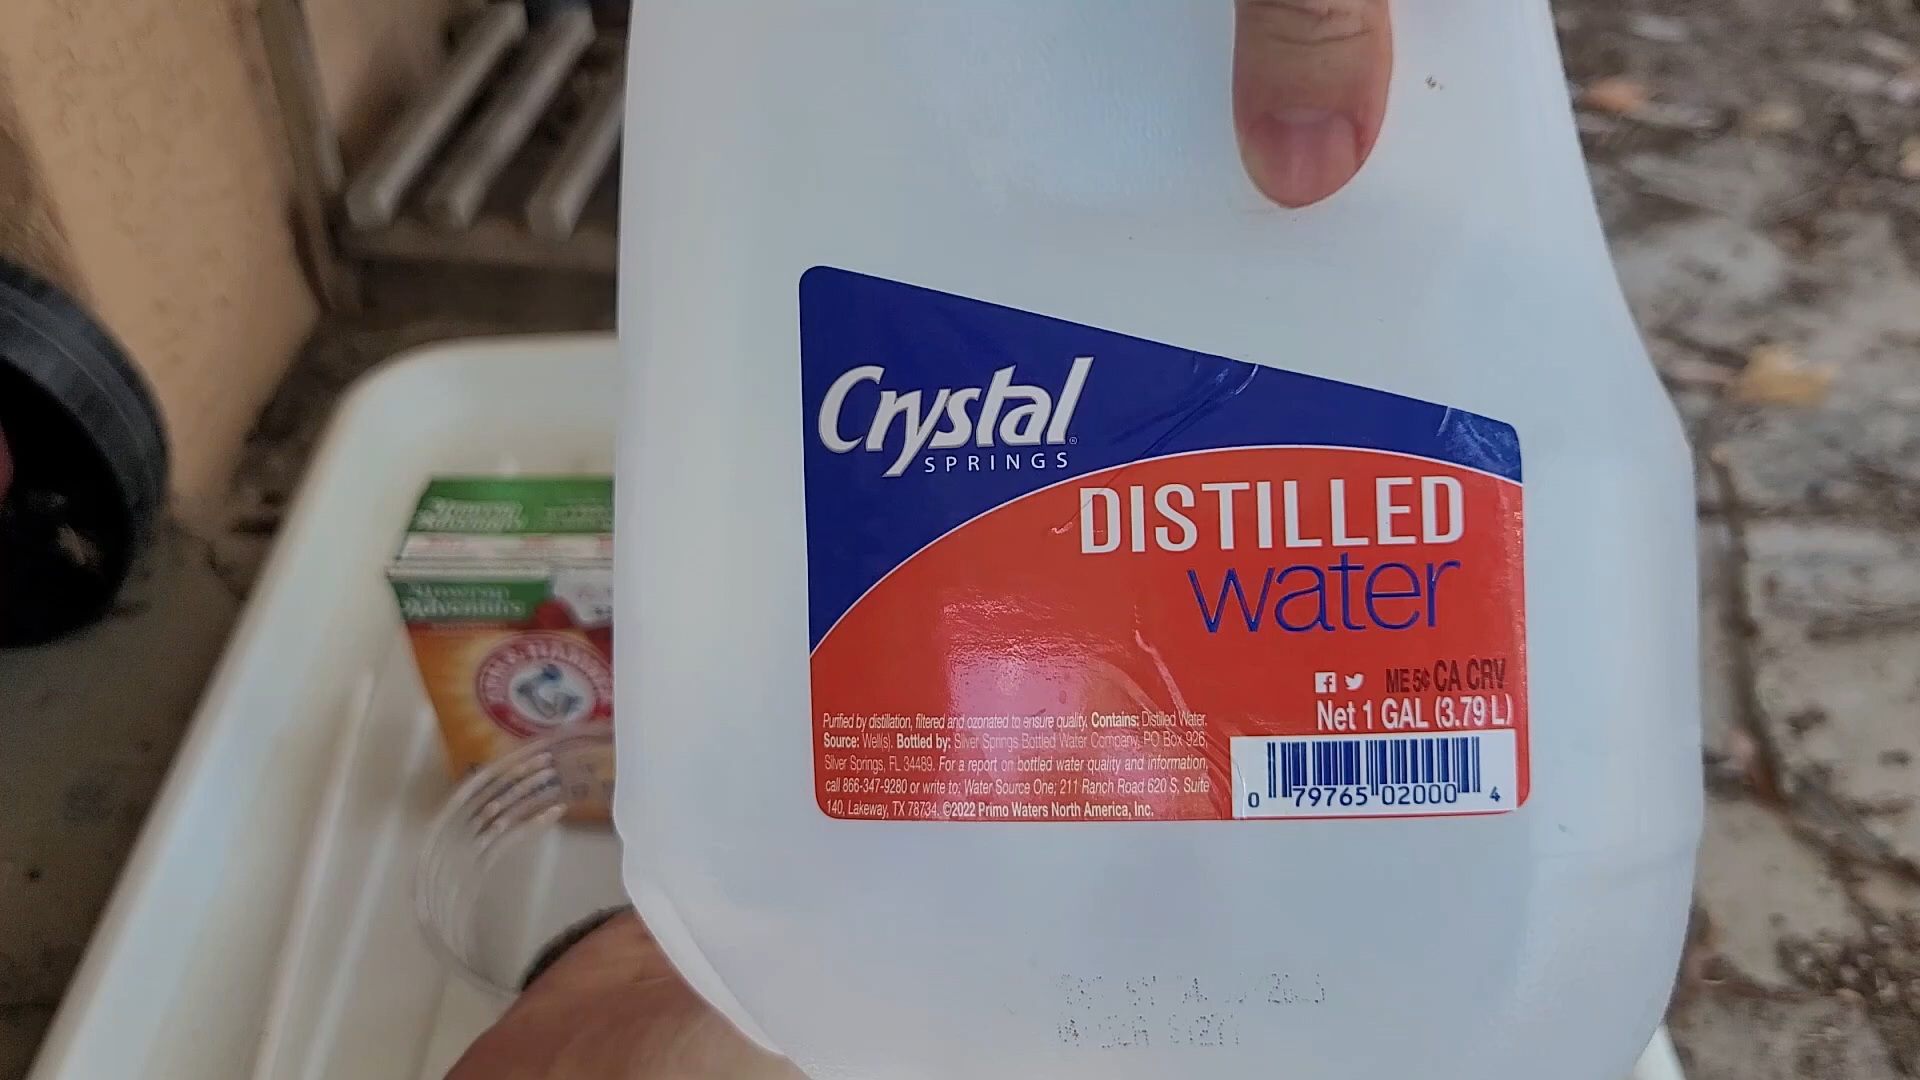 Crystal
SPRINGS
DISTILLED
water
ME 5¢ CA CRV
Net 1 GAL (3.79 L)
Purified by distillation, filtered and ozonated to ensure quality. Contains: Distilled Water.
Source: Well(s). Bottled by: Silver Springs Bottled Water Company, PO Box 926,
Silver Springs, FL 34489. For a report on bottled water quality and information,
call 866-347-9280 or write to: Water Source One; 211 Ranch Road 620 S, Suite
140, Lakeway, TX 78734. ©2022 Primo Waters North America, Inc.
0 79765 02000 4
ARM & HAMMER